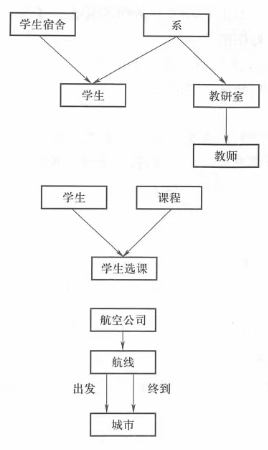 学生宿舍 系
学生 教研室
教师
学生 课程
学生选课
航空公司
航线
出发 终到
城市